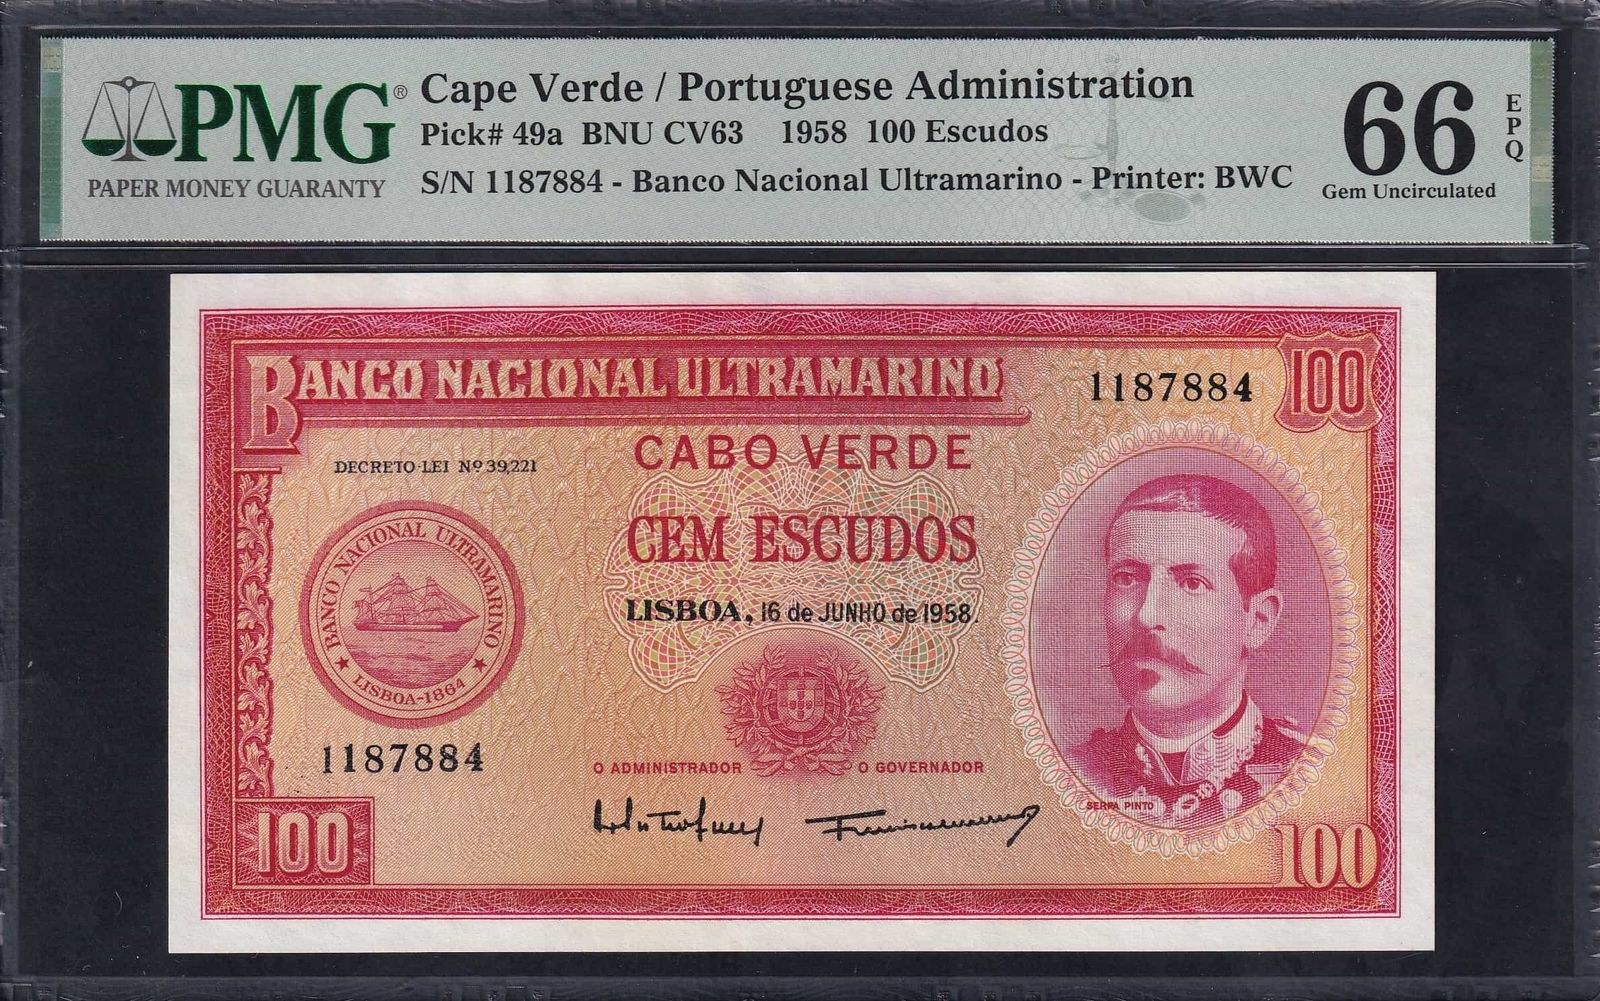 PMG®
PAPER MONEY GUARANTY
Cape Verde / Portuguese Administration
Pick# 49a BNU CV63 1958 100 Escudos
S/N 1187884 - Banco Nacional Ultramarino - Printer: BWC
66 EPQ
Gem Uncirculated
BANCO NACIONAL ULTRAMARINO
1187884 100
CABO VERDE
DECRETO-LEI Nº 39,221
CEM ESCUDOS
BANCO NACIONAL ULTRAMARINO
★ LISBOA-1864 ★
LISBOA, 16 de JUNHO de 1958.
1187884
O ADMINISTRADOR O GOVERNADOR
SERPA PINTO
100 100